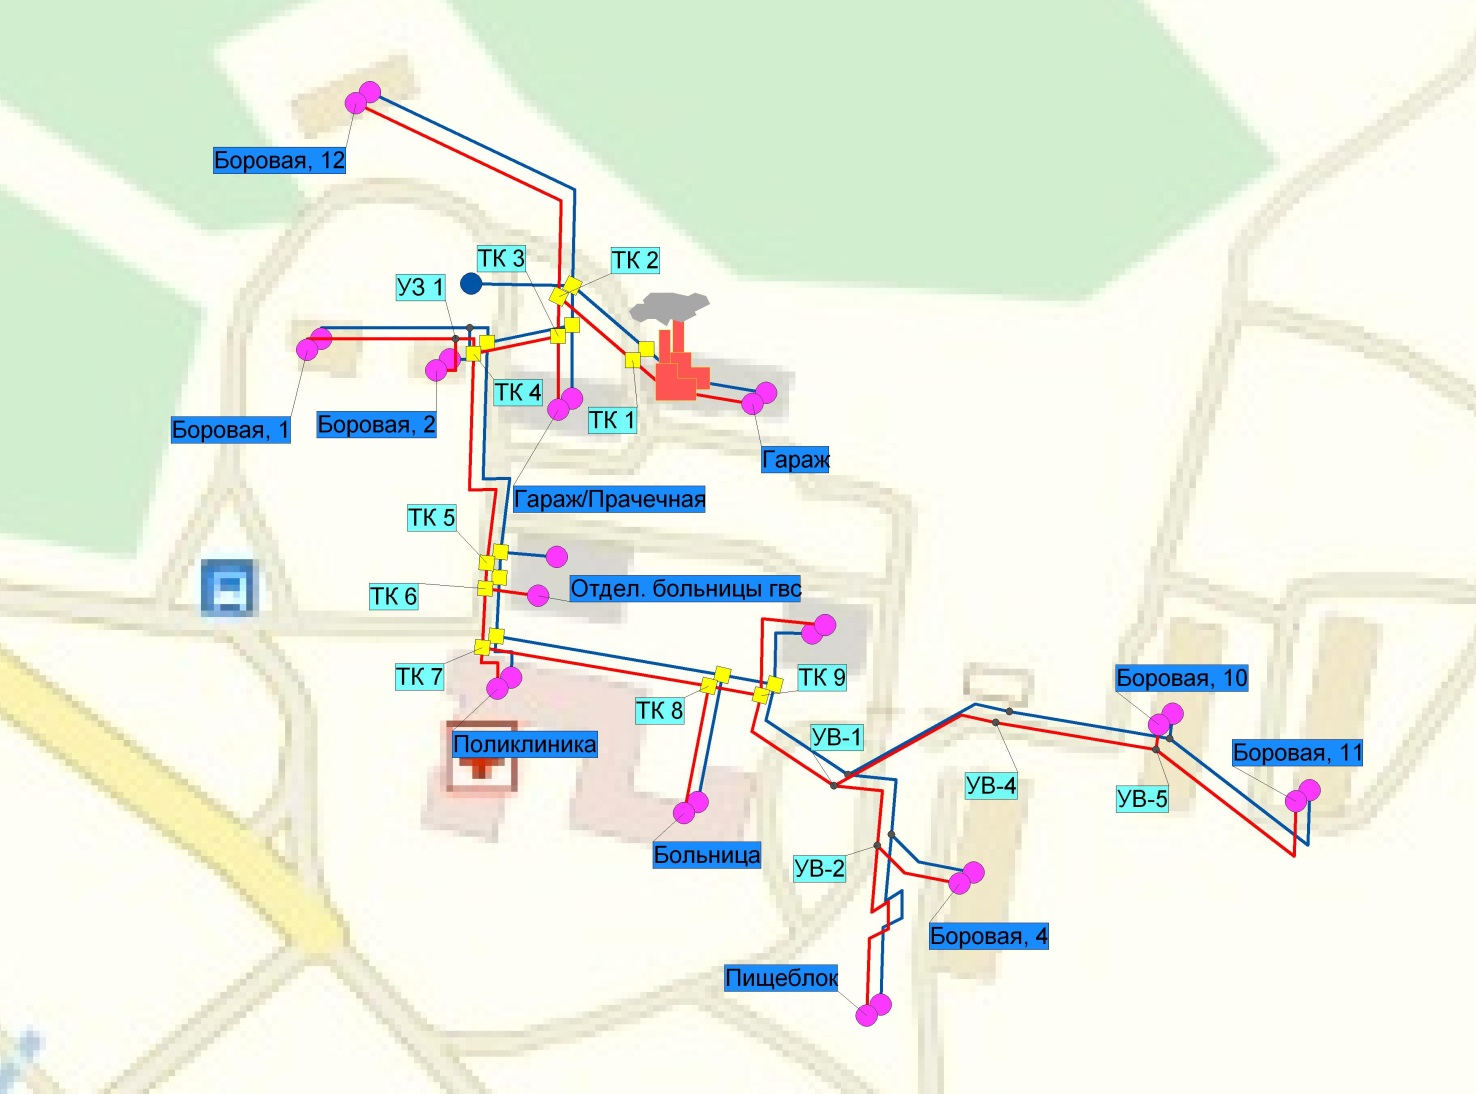 Боровая, 12
ТК 3
ТК 2
УЗ 1
ТК 4
ТК 1
Боровая, 1
Боровая, 2
Гараж
Гараж/Прачечная
ТК 5
ТК 6
Отдел. больницы гвс
ТК 7
ТК 9
Боровая, 10
ТК 8
УВ-1
Поликлиника
Боровая, 11
УВ-4
УВ-5
Больница
УВ-2
Боровая, 4
Пищеблок